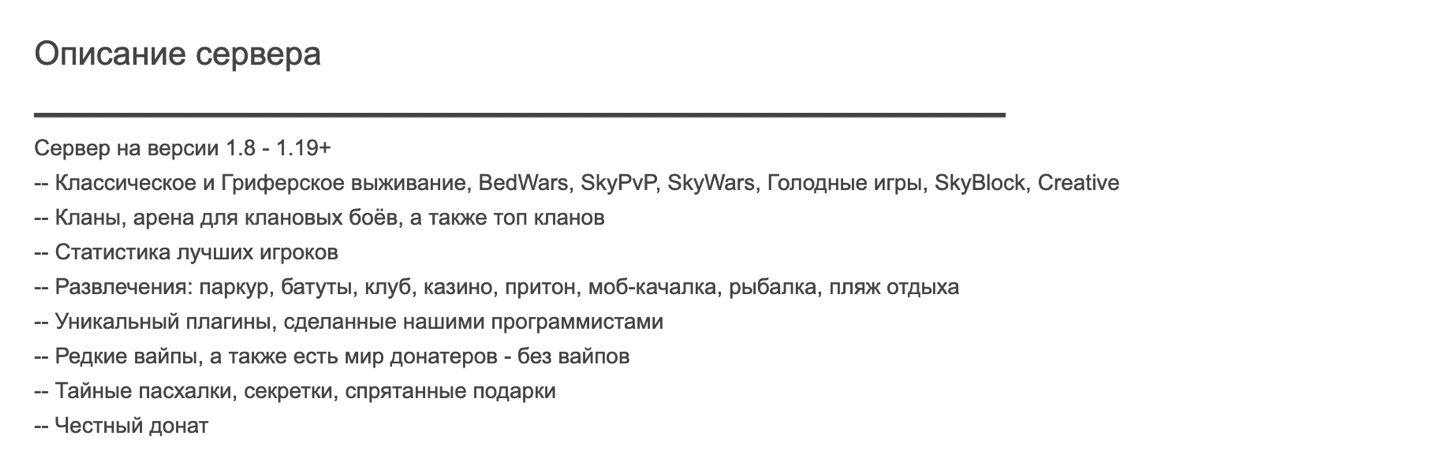 Описание сервера
Сервер на версии 1.8 - 1.19+
-- Классическое и Гриферское выживание, BedWars, SkyPvP, SkyWars, Голодные игры, SkyBlock, Creative
-- Кланы, арена для клановых боёв, а также топ кланов
-- Статистика лучших игроков
-- Развлечения: паркур, батуты, клуб, казино, притон, моб-качалка, рыбалка, пляж отдыха
-- Уникальный плагины, сделанные нашими программистами
-- Редкие вайпы, а также есть мир донатеров - без вайпов
-- Тайные пасхалки, секретки, спрятанные подарки
-- Честный донат